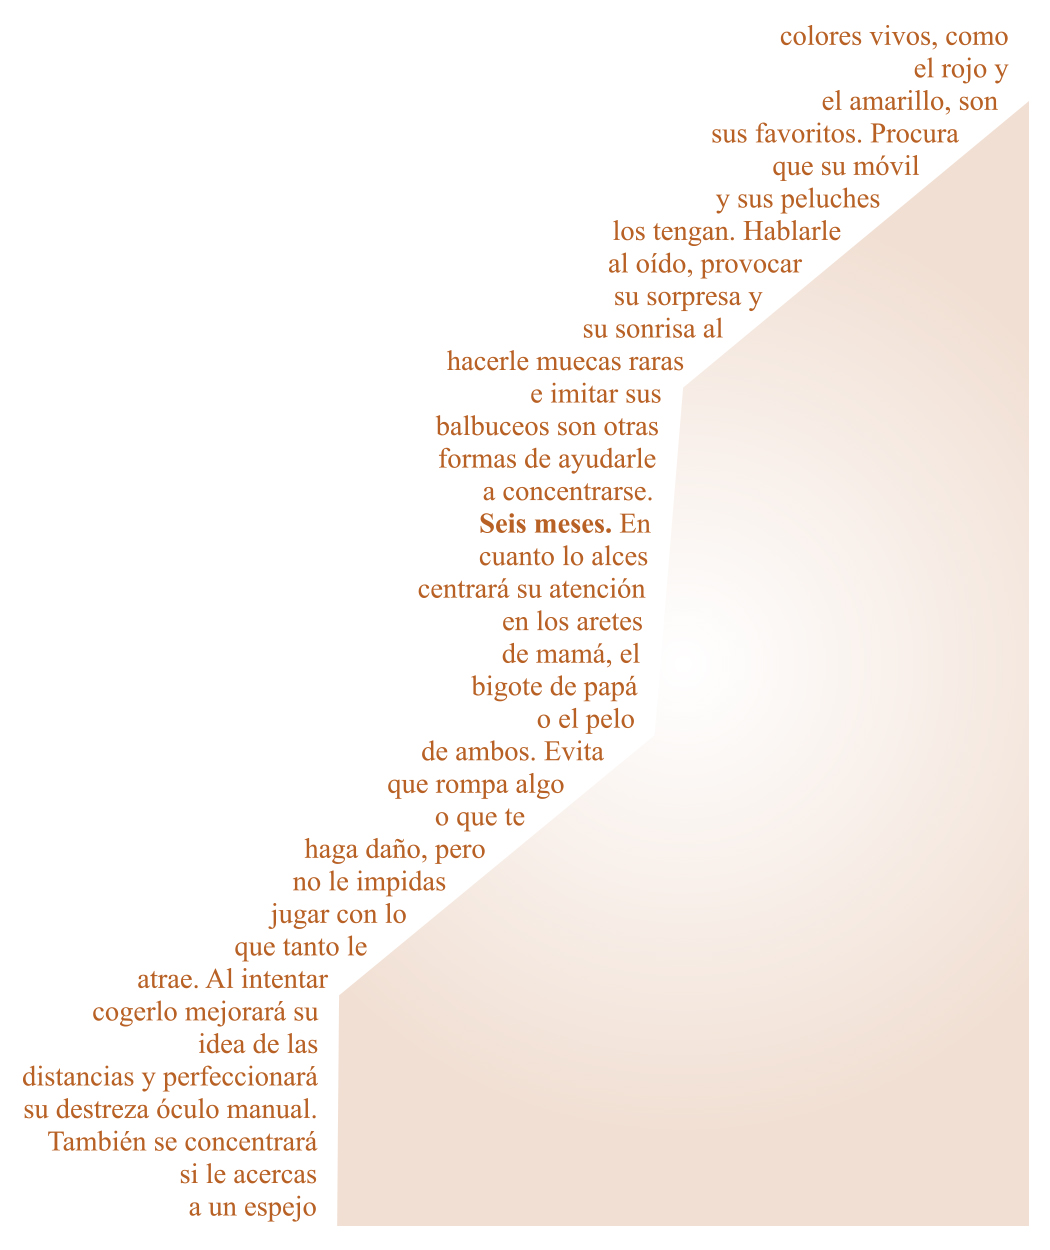 colores vivos, como
el rojo y
el amarillo, son
sus favoritos. Procura
que su móvil
y sus peluches
los tengan. Hablarle
al oído, provocar
su sorpresa y
su sonrisa al
hacerle muecas raras
e imitar sus
balbuceos son otras
formas de ayudarle
a concentrarse.
Seis meses. En
cuanto lo alces
centrará su atención
en los aretes
de mamá, el
bigote de papá
o el pelo
de ambos. Evita
que rompa algo
o que te
haga daño, pero
no le impidas
jugar con lo
que tanto le
atrae. Al intentar
cogerlo mejorará su
idea de las
distancias y perfeccionará
su destreza óculo manual.
También se concentrará
si le acercas
a un espejo